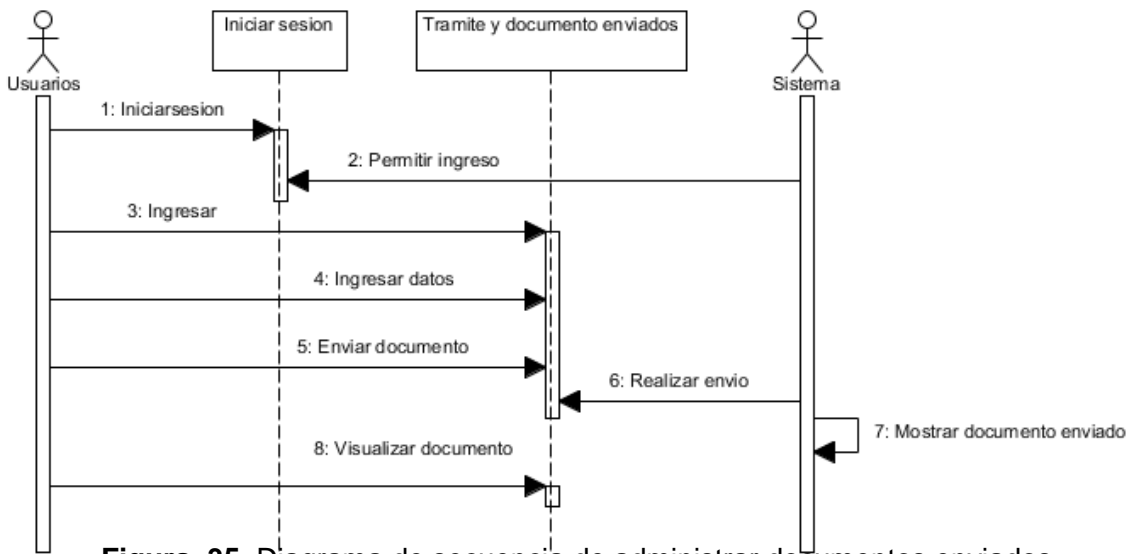 Iniciar sesion
Tramite y documento enviados
Usuarios
Sistema
1: Iniciarsesion
2: Permitir ingreso
3: Ingresar
4: Ingresar datos
5: Enviar documento
6: Realizar envio
7: Mostrar documento enviado
8: Visualizar documento
Figura 35. Diagrama de secuencia de administrar documentos enviados